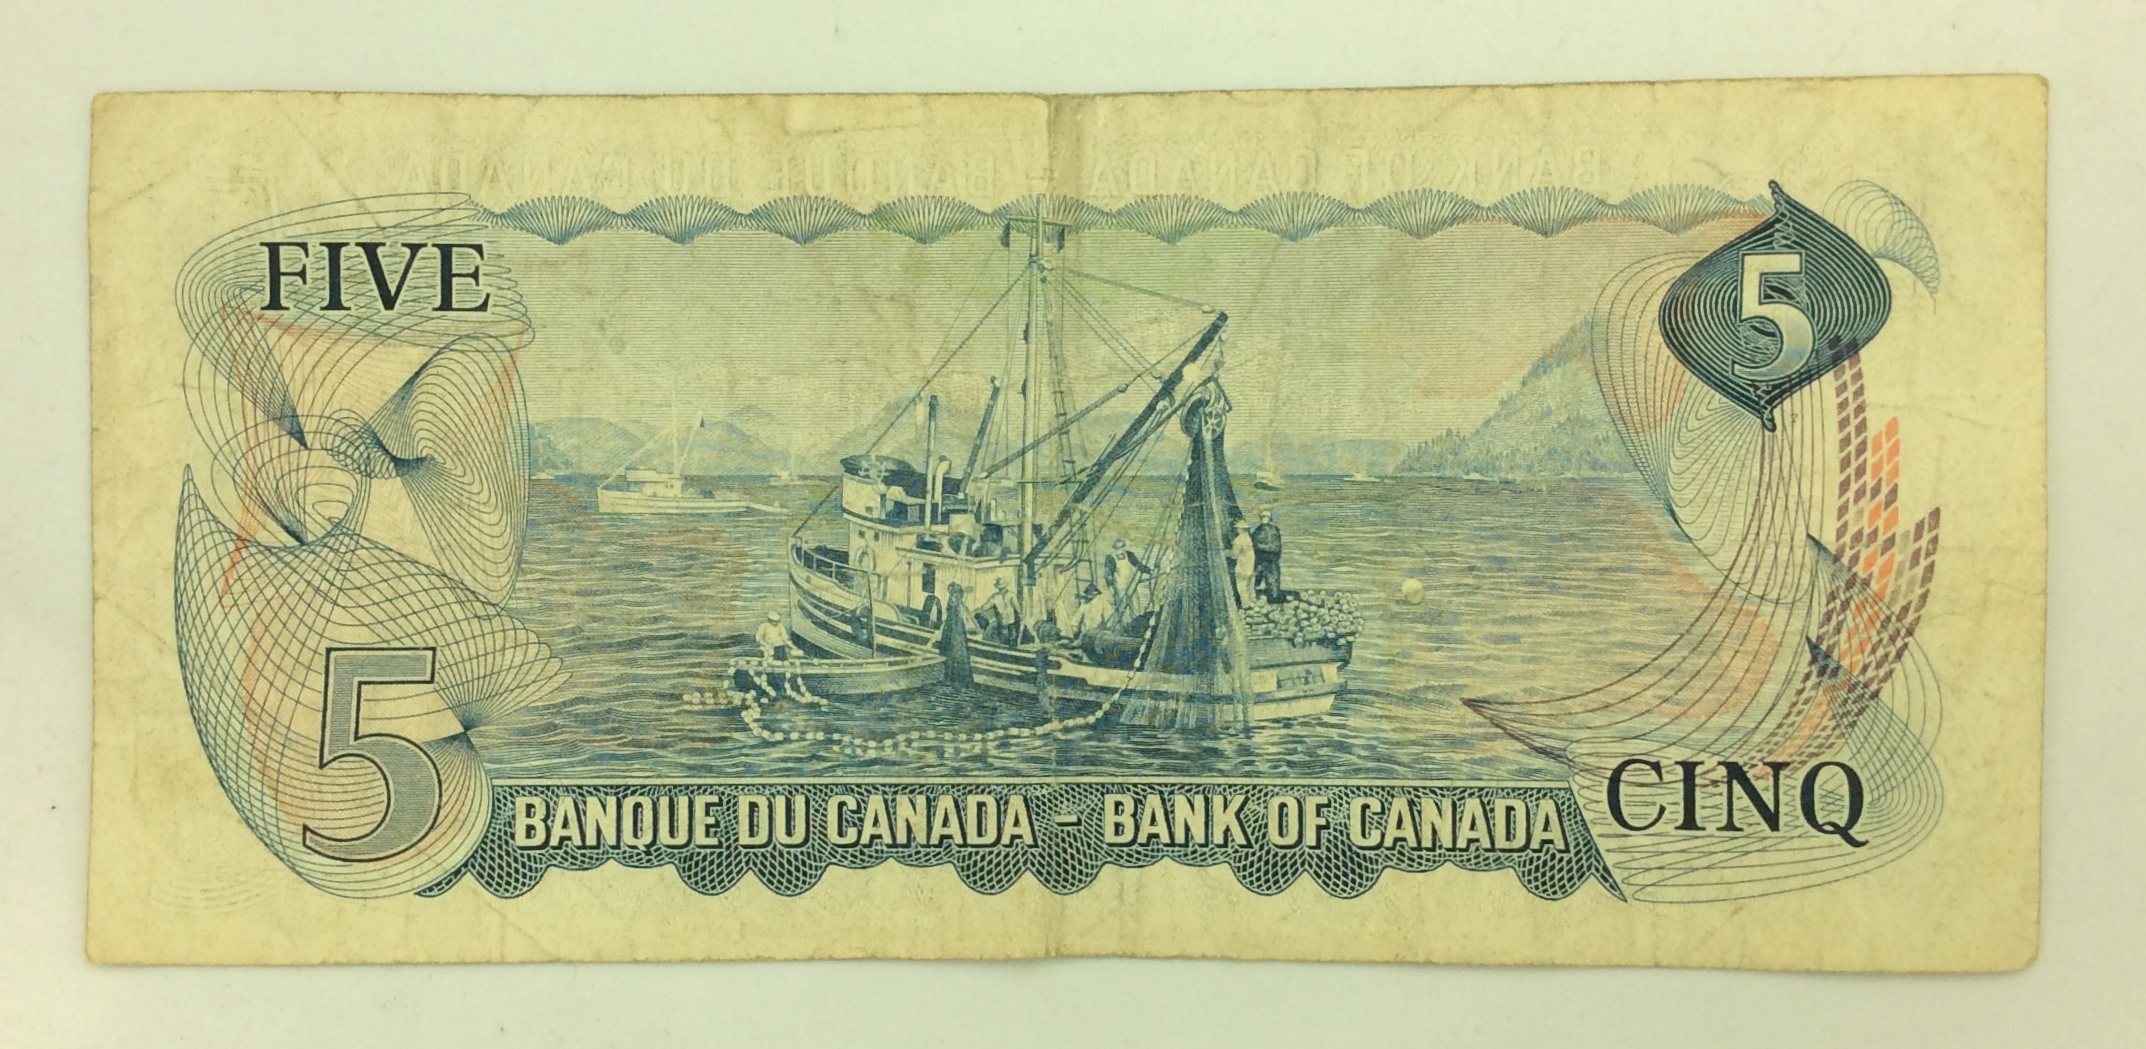 FIVE
5
5
BANQUE DU CANADA - BANK OF CANADA
CINQ